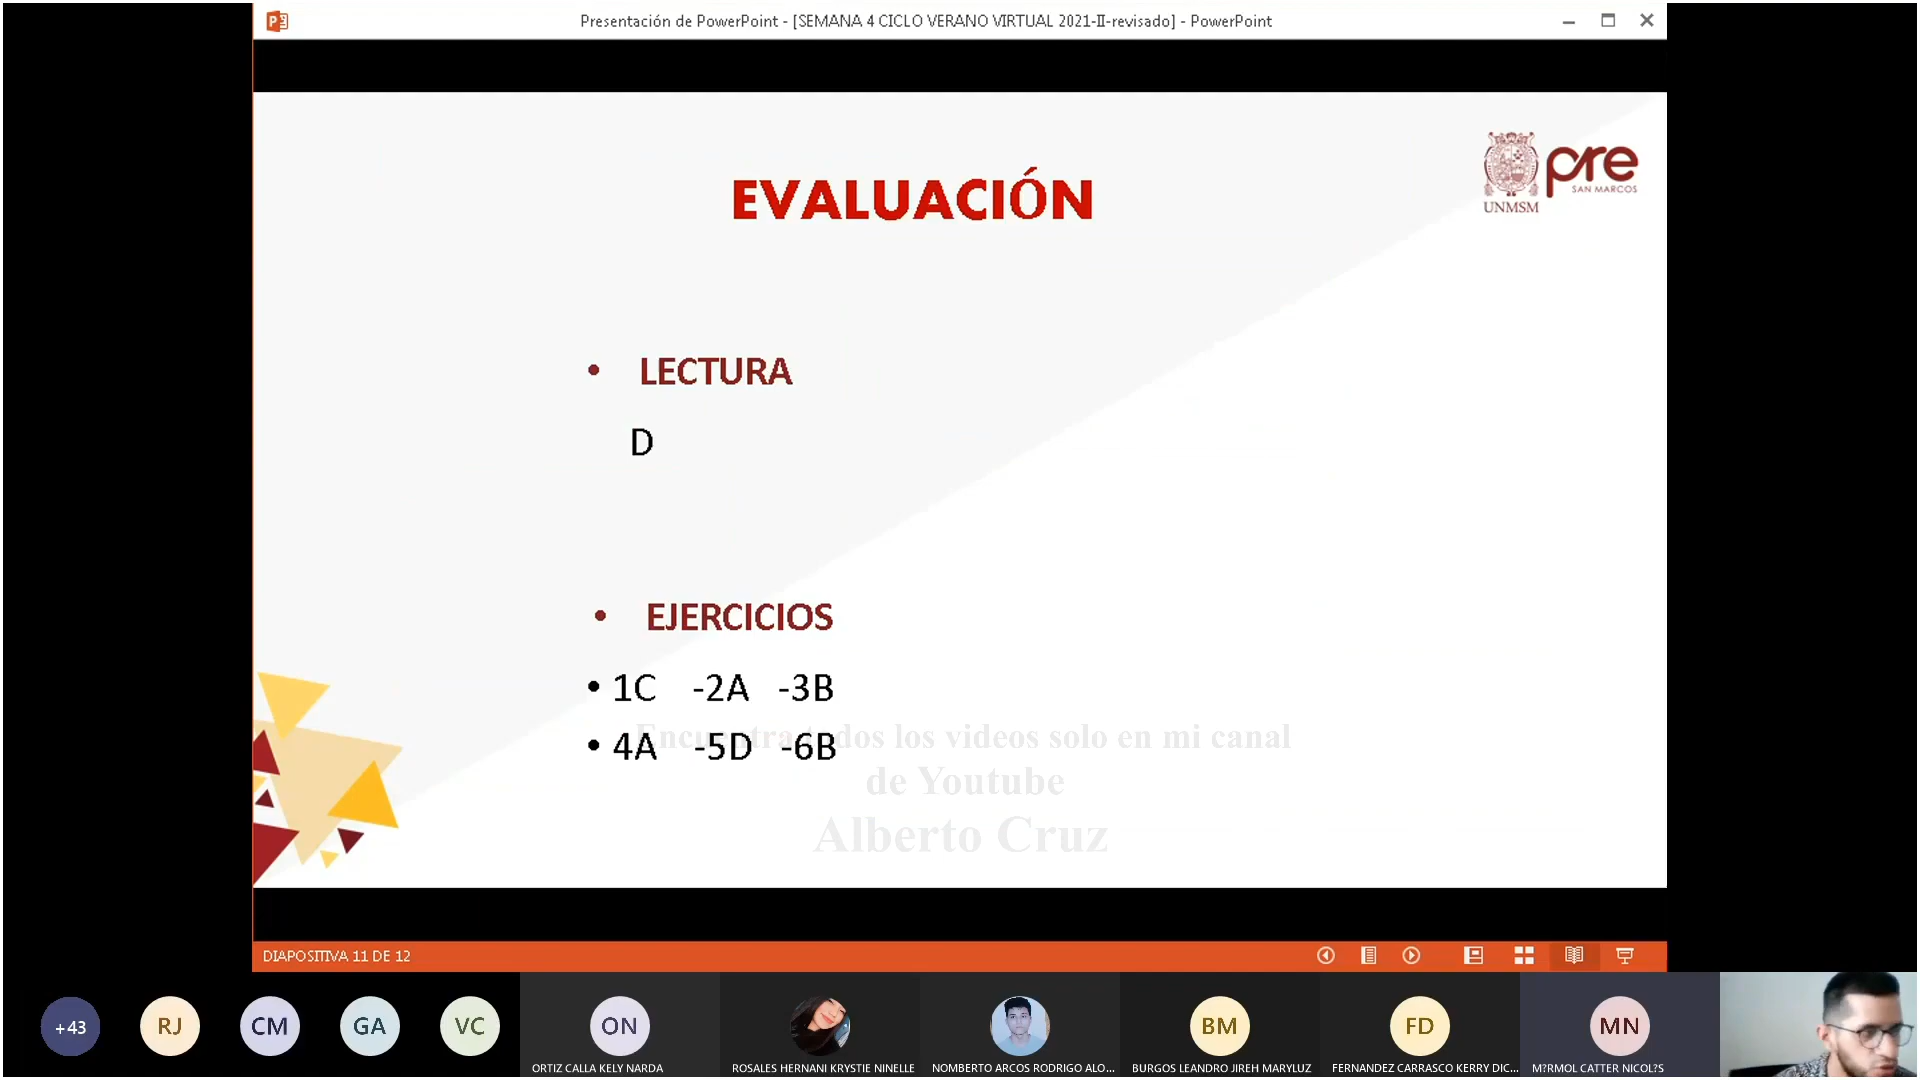 Presentación de PowerPoint - [SEMANA 4 CICLO VERANO VIRTUAL 2021-II-revisado] - PowerPoint
pre
SAN MARCOS
UNMSM
EVALUACIÓN
• LECTURA
D
• EJERCICIOS
• 1C -2A -3B
• 4A -5D -6B
Encuentra todos los videos solo en mi canal
de Youtube
Alberto Cruz
DIAPOSITIVA 11 DE 12
+43
RJ
CM
GA
VC
ON
BM
FD
MN
ORTIZ CALLA KELY NARDA
ROSALES HERNANI KRYSTIE NINELLE
NOMBERTO ARCOS RODRIGO ALO...
BURGOS LEANDRO JIREH MARYLUZ
FERNANDEZ CARRASCO KERRY DIC...
M?RMOL CATTER NICOL?S